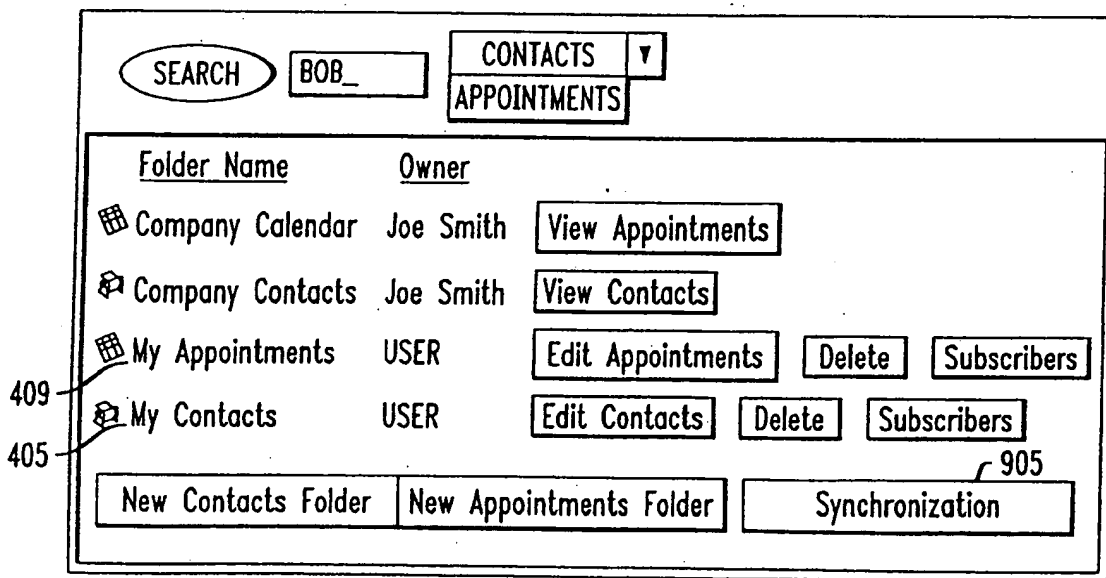 SEARCH BOB_ CONTACTS ▼
APPOINTMENTS
Folder Name Owner
Company Calendar Joe Smith View Appointments
Company Contacts Joe Smith View Contacts
My Appointments USER Edit Appointments Delete Subscribers
409
My Contacts USER Edit Contacts Delete Subscribers
405
905
New Contacts Folder New Appointments Folder Synchronization